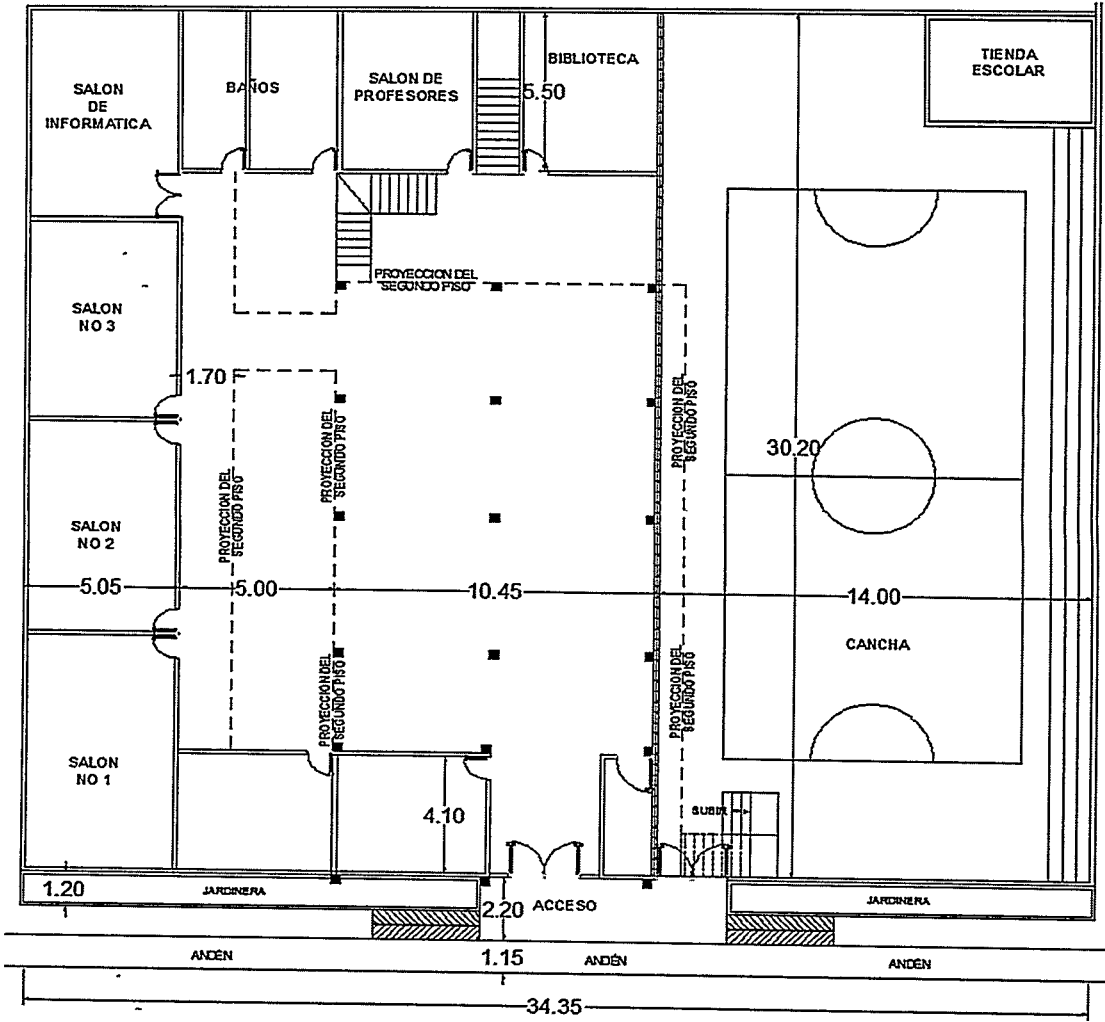 SALON
DE
INFORMATICA
BAÑOS
SALON DE
PROFESORES
BIBLIOTECA
5.50
TIENDA
ESCOLAR
PROYECCION DEL
SEGUNDO PISO
SALON
NO 3
1.70
PROYECCION DEL
SEGUNDO PISO
PROYECCION DEL
SEGUNDO PISO
30.20
PROYECCION DEL
SEGUNDO PISO
SALON
NO 2
5.05
5.00
10.45
14.00
CANCHA
PROYECCION DEL
SEGUNDO PISO
PROYECCION DEL
SEGUNDO PISO
SALON
NO 1
4.10
SUBIR
1.20
JARDINERA
2.20
ACCESO
JARDINERA
ANDÉN
1.15
ANDÉN
ANDÉN
34.35